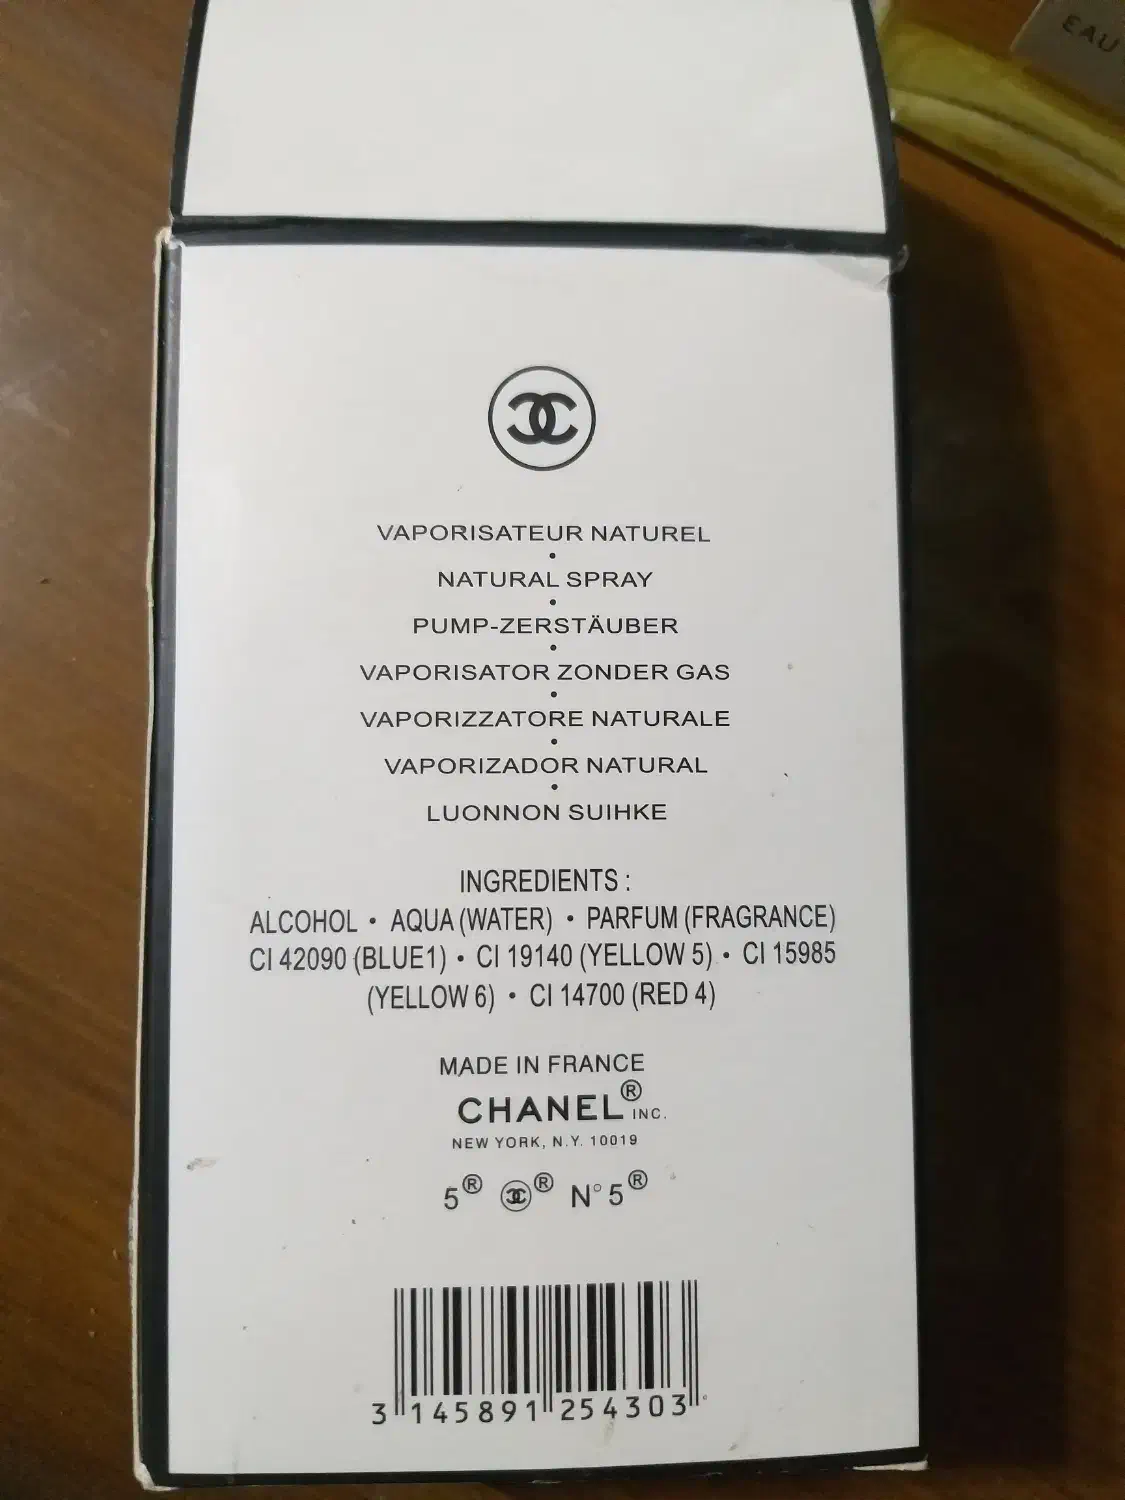 EAU
VAPORISATEUR NATUREL
•
NATURAL SPRAY
•
PUMP-ZERSTÄUBER
•
VAPORISATOR ZONDER GAS
•
VAPORIZZATORE NATURALE
•
VAPORIZADOR NATURAL
•
LUONNON SUIHKE
INGREDIENTS :
ALCOHOL • AQUA (WATER) • PARFUM (FRAGRANCE)
CI 42090 (BLUE1) • CI 19140 (YELLOW 5) • CI 15985
(YELLOW 6) • CI 14700 (RED 4)
MADE IN FRANCE
CHANEL® INC.
NEW YORK, N.Y. 10019
5® ® N°5®
3 145891 254303